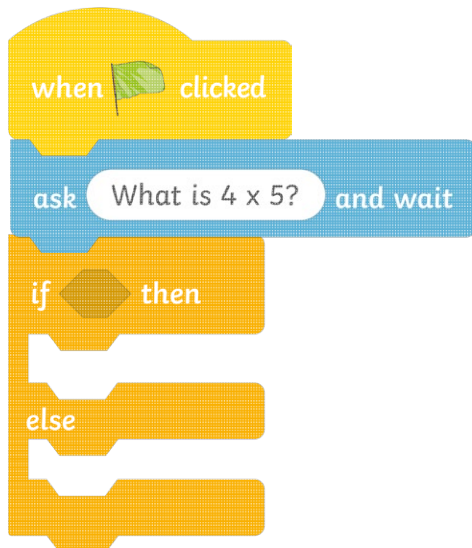 when clicked
ask What is 4 x 5? and wait
if then
else